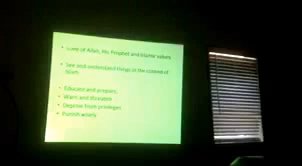 • Love of Allah, His Prophet and Islamic values
• See and understand things in the context of
Islam
• Educate and prepare
• Warn and threaten
• Deprive from privileges
• Punish wisely